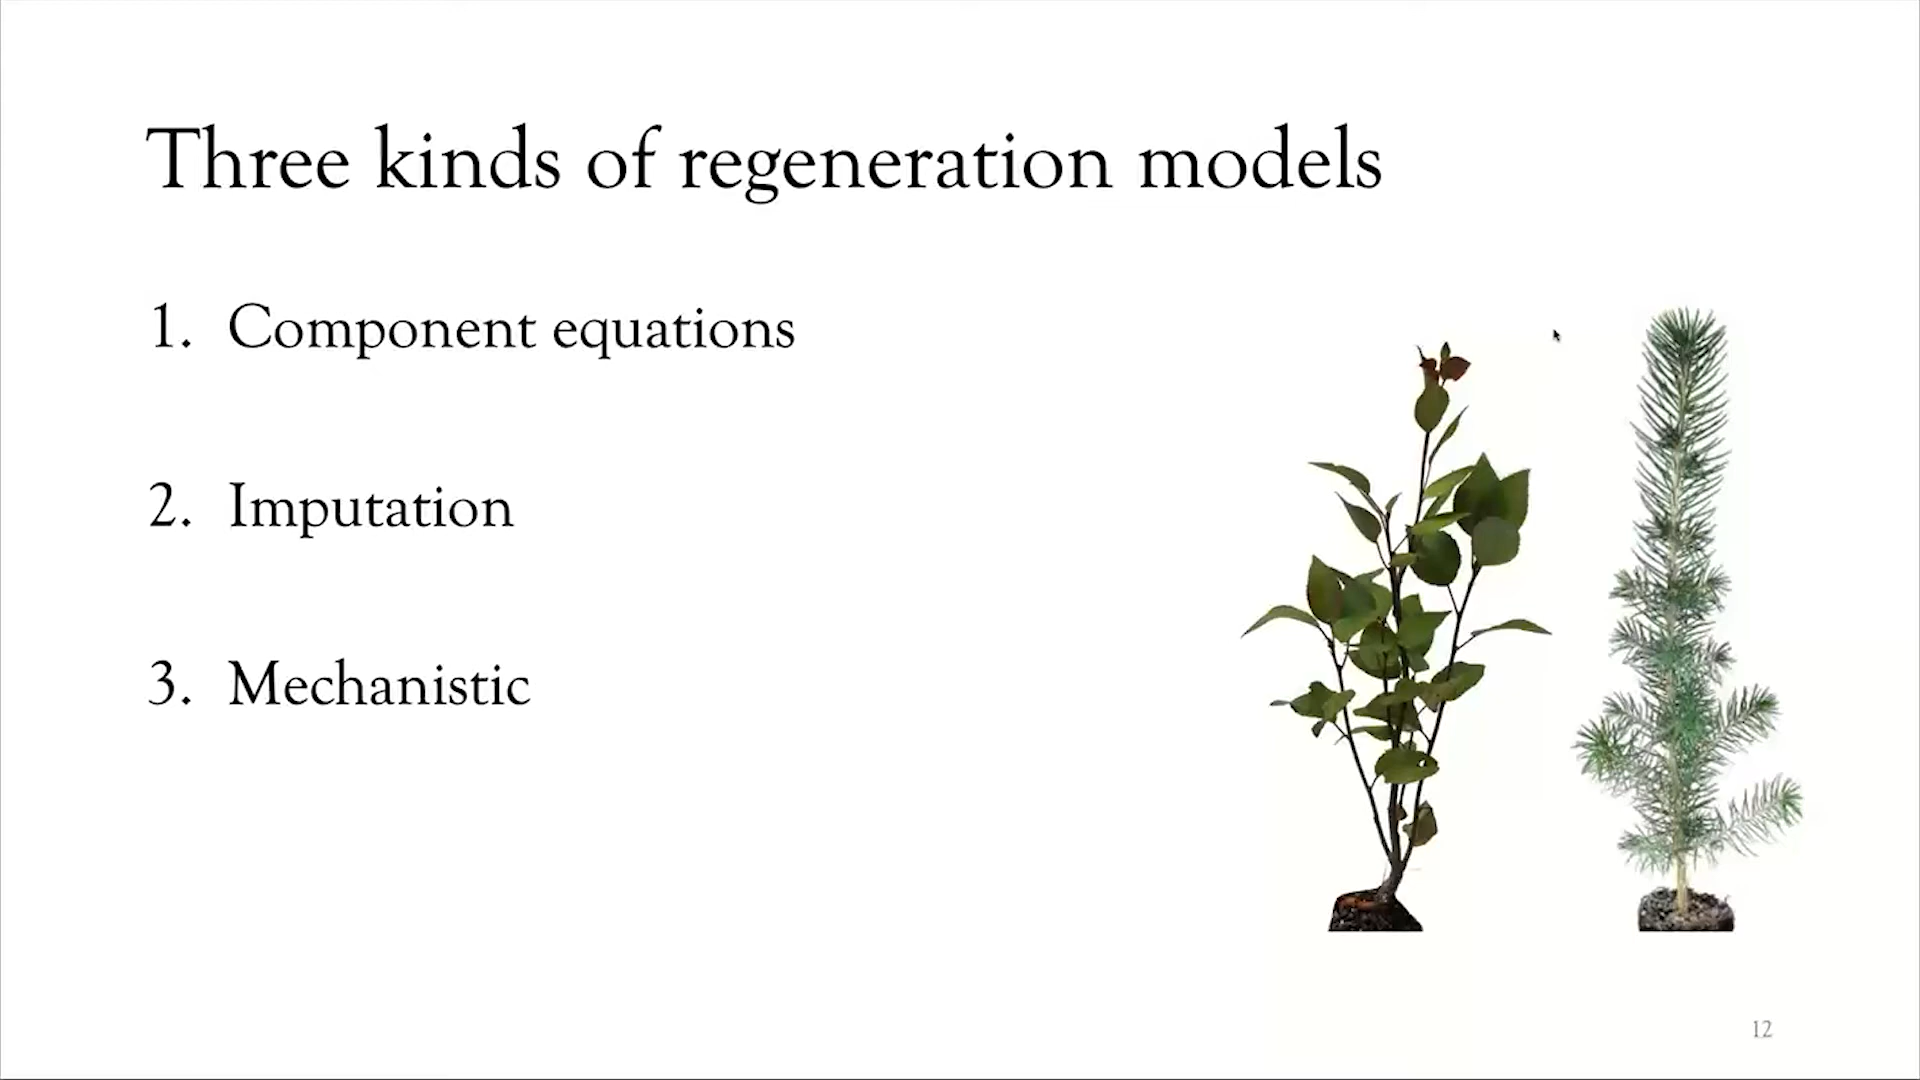 Three kinds of regeneration models
1. Component equations
2. Imputation
3. Mechanistic
12